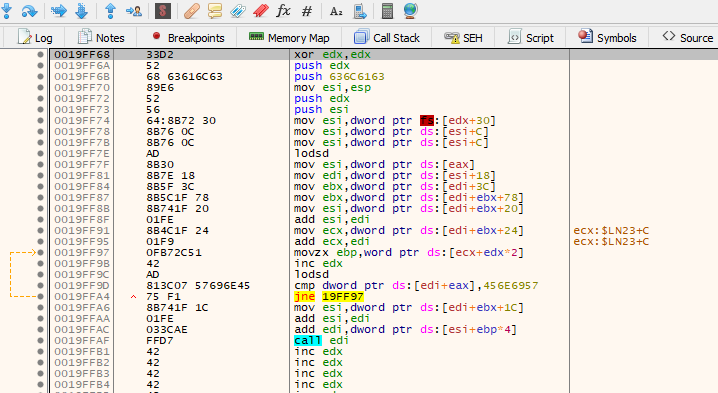 fx # A₂
Log Notes Breakpoints Memory Map Call Stack SEH Script Symbols Source
0019FF68 33D2 xor edx,edx
0019FF6A 52 push edx
0019FF6B 68 63616C63 push 636C6163
0019FF70 89E6 mov esi,esp
0019FF72 52 push edx
0019FF73 56 push esi
0019FF74 64:8B72 30 mov esi,dword ptr fs:[edx+30]
0019FF78 8B76 0C mov esi,dword ptr ds:[esi+C]
0019FF7B 8B76 0C mov esi,dword ptr ds:[esi+C]
0019FF7E AD lodsd
0019FF7F 8B30 mov esi,dword ptr ds:[eax]
0019FF81 8B7E 18 mov edi,dword ptr ds:[esi+18]
0019FF84 8B5F 3C mov ebx,dword ptr ds:[edi+3C]
0019FF87 8B5C1F 78 mov ebx,dword ptr ds:[edi+ebx+78]
0019FF8B 8B741F 20 mov esi,dword ptr ds:[edi+ebx+20]
0019FF8F 01FE add esi,edi
0019FF91 8B4C1F 24 mov ecx,dword ptr ds:[edi+ebx+24] ecx:$LN23+C
0019FF95 01F9 add ecx,edi ecx:$LN23+C
0019FF97 0FB72C51 movzx ebp,word ptr ds:[ecx+edx*2]
0019FF9B 42 inc edx
0019FF9C AD lodsd
0019FF9D 813C07 57696E45 cmp dword ptr ds:[edi+eax],456E6957
0019FFA4 75 F1 jne 19FF97
0019FFA6 8B741F 1C mov esi,dword ptr ds:[edi+ebx+1C]
0019FFAA 01FE add esi,edi
0019FFAC 033CAE add edi,dword ptr ds:[esi+ebp*4]
0019FFAF FFD7 call edi
0019FFB1 42 inc edx
0019FFB2 42 inc edx
0019FFB3 42 inc edx
0019FFB4 42 inc edx